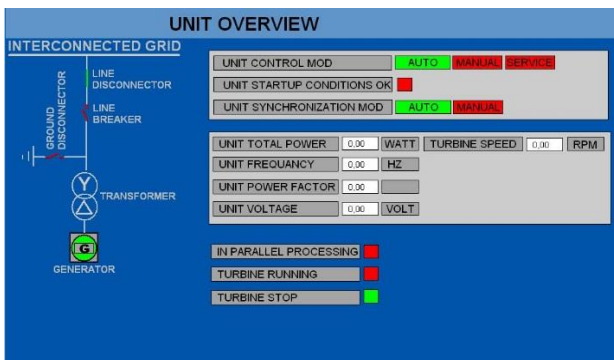 UNIT OVERVIEW
INTERCONNECTED GRID
LINE
DISCONNECTOR
GROUND
DISCONNECTOR
LINE
BREAKER
Y
TRANSFORMER
G
GENERATOR
UNIT CONTROL MOD AUTO MANUAL SERVICE
UNIT STARTUP CONDITIONS OK
UNIT SYNCHRONIZATION MOD AUTO MANUAL
UNIT TOTAL POWER 0,00 WATT TURBINE SPEED 0,00 RPM
UNIT FREQUANCY 0,00 HZ
UNIT POWER FACTOR 0,00
UNIT VOLTAGE 0,00 VOLT
IN PARALLEL PROCESSING
TURBINE RUNNING
TURBINE STOP